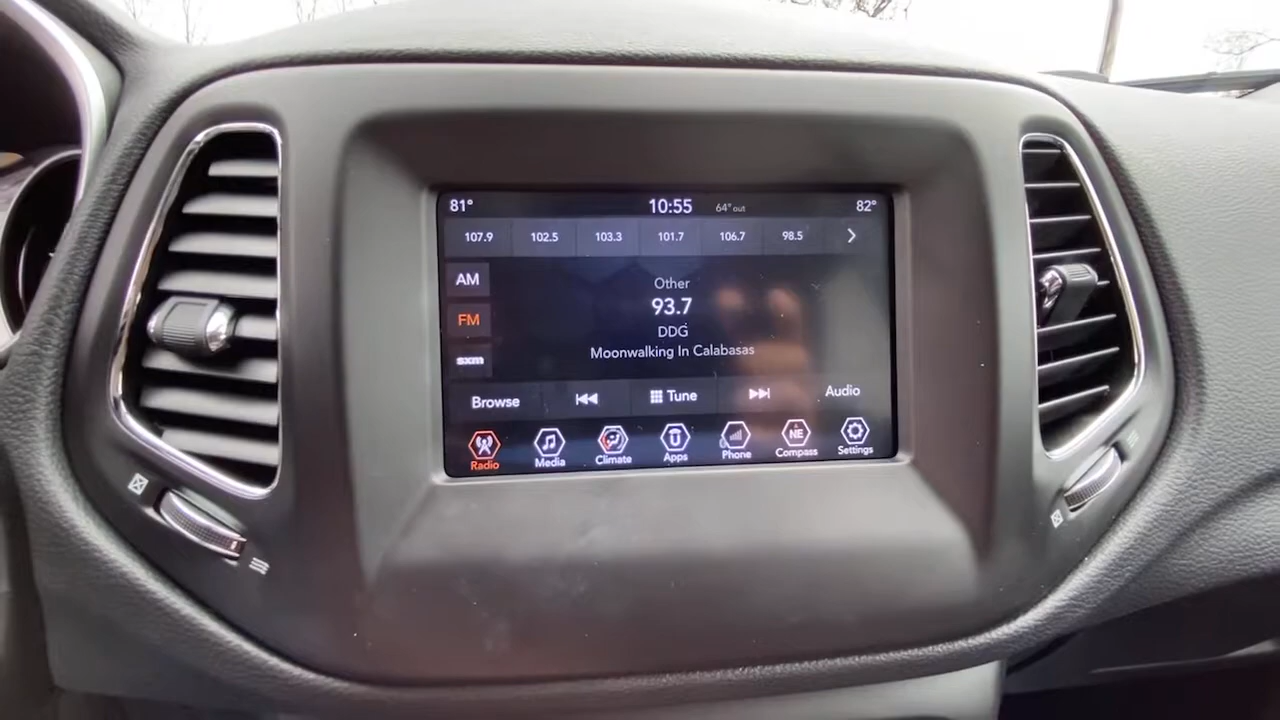 81° 10:55 64° out 82°
107.9 102.5 103.3 101.7 106.7 98.5
AM
Other
93.7
FM
DDG
Moonwalking In Calabasas
sxm
Browse Tune Audio
NE
Radio Media Climate Apps Phone Compass Settings